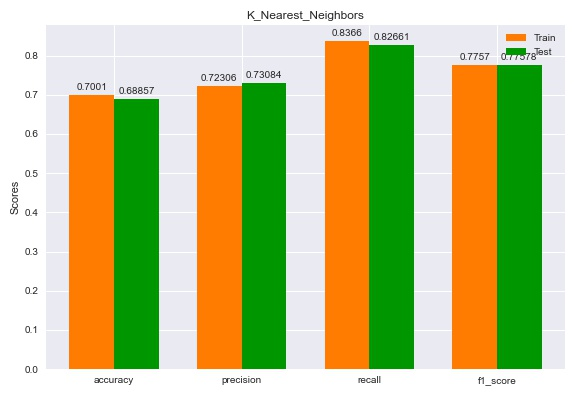 K_Nearest_Neighbors
Train
Test
0.7001
0.68857
0.72306
0.73084
0.8366
0.82661
0.7757
0.77578
Scores
0.8
0.7
0.6
0.5
0.4
0.3
0.2
0.1
0.0
accuracy
precision
recall
f1_score